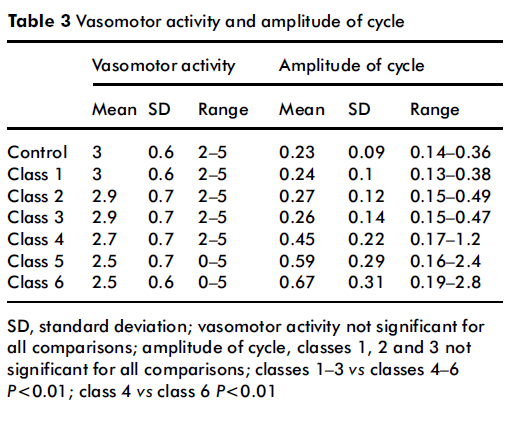 Table 3 Vasomotor activity and amplitude of cycle
Vasomotor activity Amplitude of cycle
Mean SD Range Mean SD Range
Control 3 0.6 2–5 0.23 0.09 0.14–0.36
Class 1 3 0.6 2–5 0.24 0.1 0.13–0.38
Class 2 2.9 0.7 2–5 0.27 0.12 0.15–0.49
Class 3 2.9 0.7 2–5 0.26 0.14 0.15–0.47
Class 4 2.7 0.7 2–5 0.45 0.22 0.17–1.2
Class 5 2.5 0.7 0–5 0.59 0.29 0.16–2.4
Class 6 2.5 0.6 0–5 0.67 0.31 0.19–2.8
SD, standard deviation; vasomotor activity not significant for
all comparisons; amplitude of cycle, classes 1, 2 and 3 not
significant for all comparisons; classes 1–3 vs classes 4–6
P<0.01; class 4 vs class 6 P<0.01